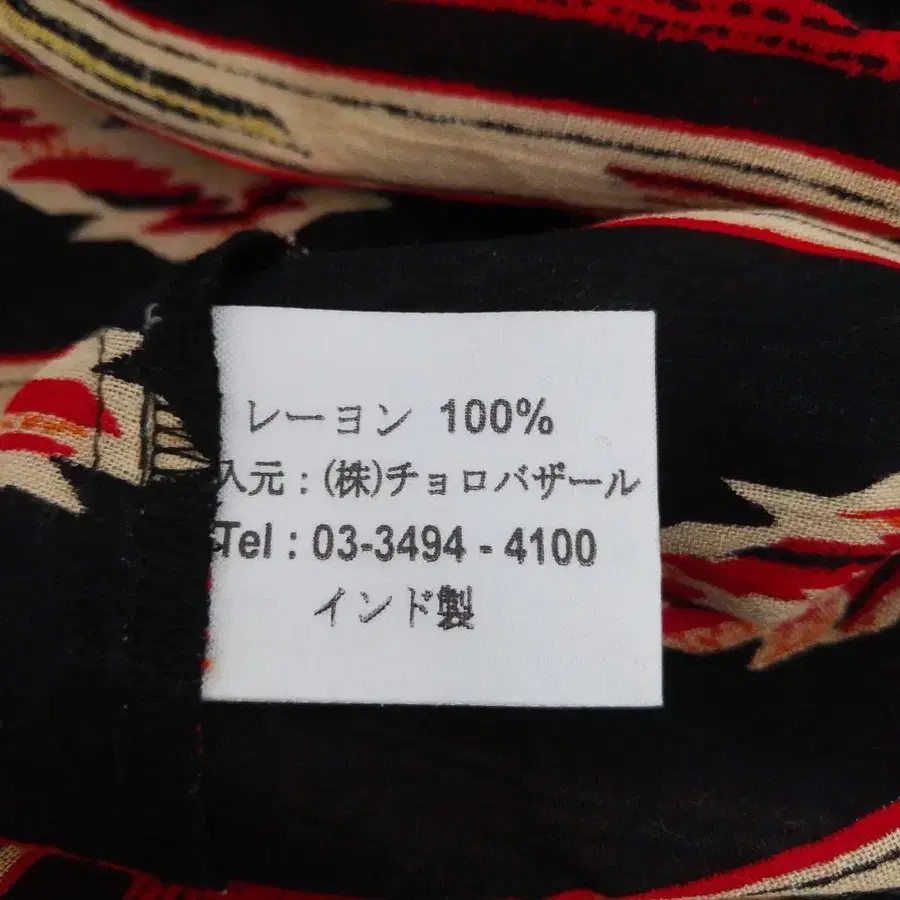 レーヨン 100%
入元 : (株)チョロバザール
Tel : 03-3494 - 4100
インド製